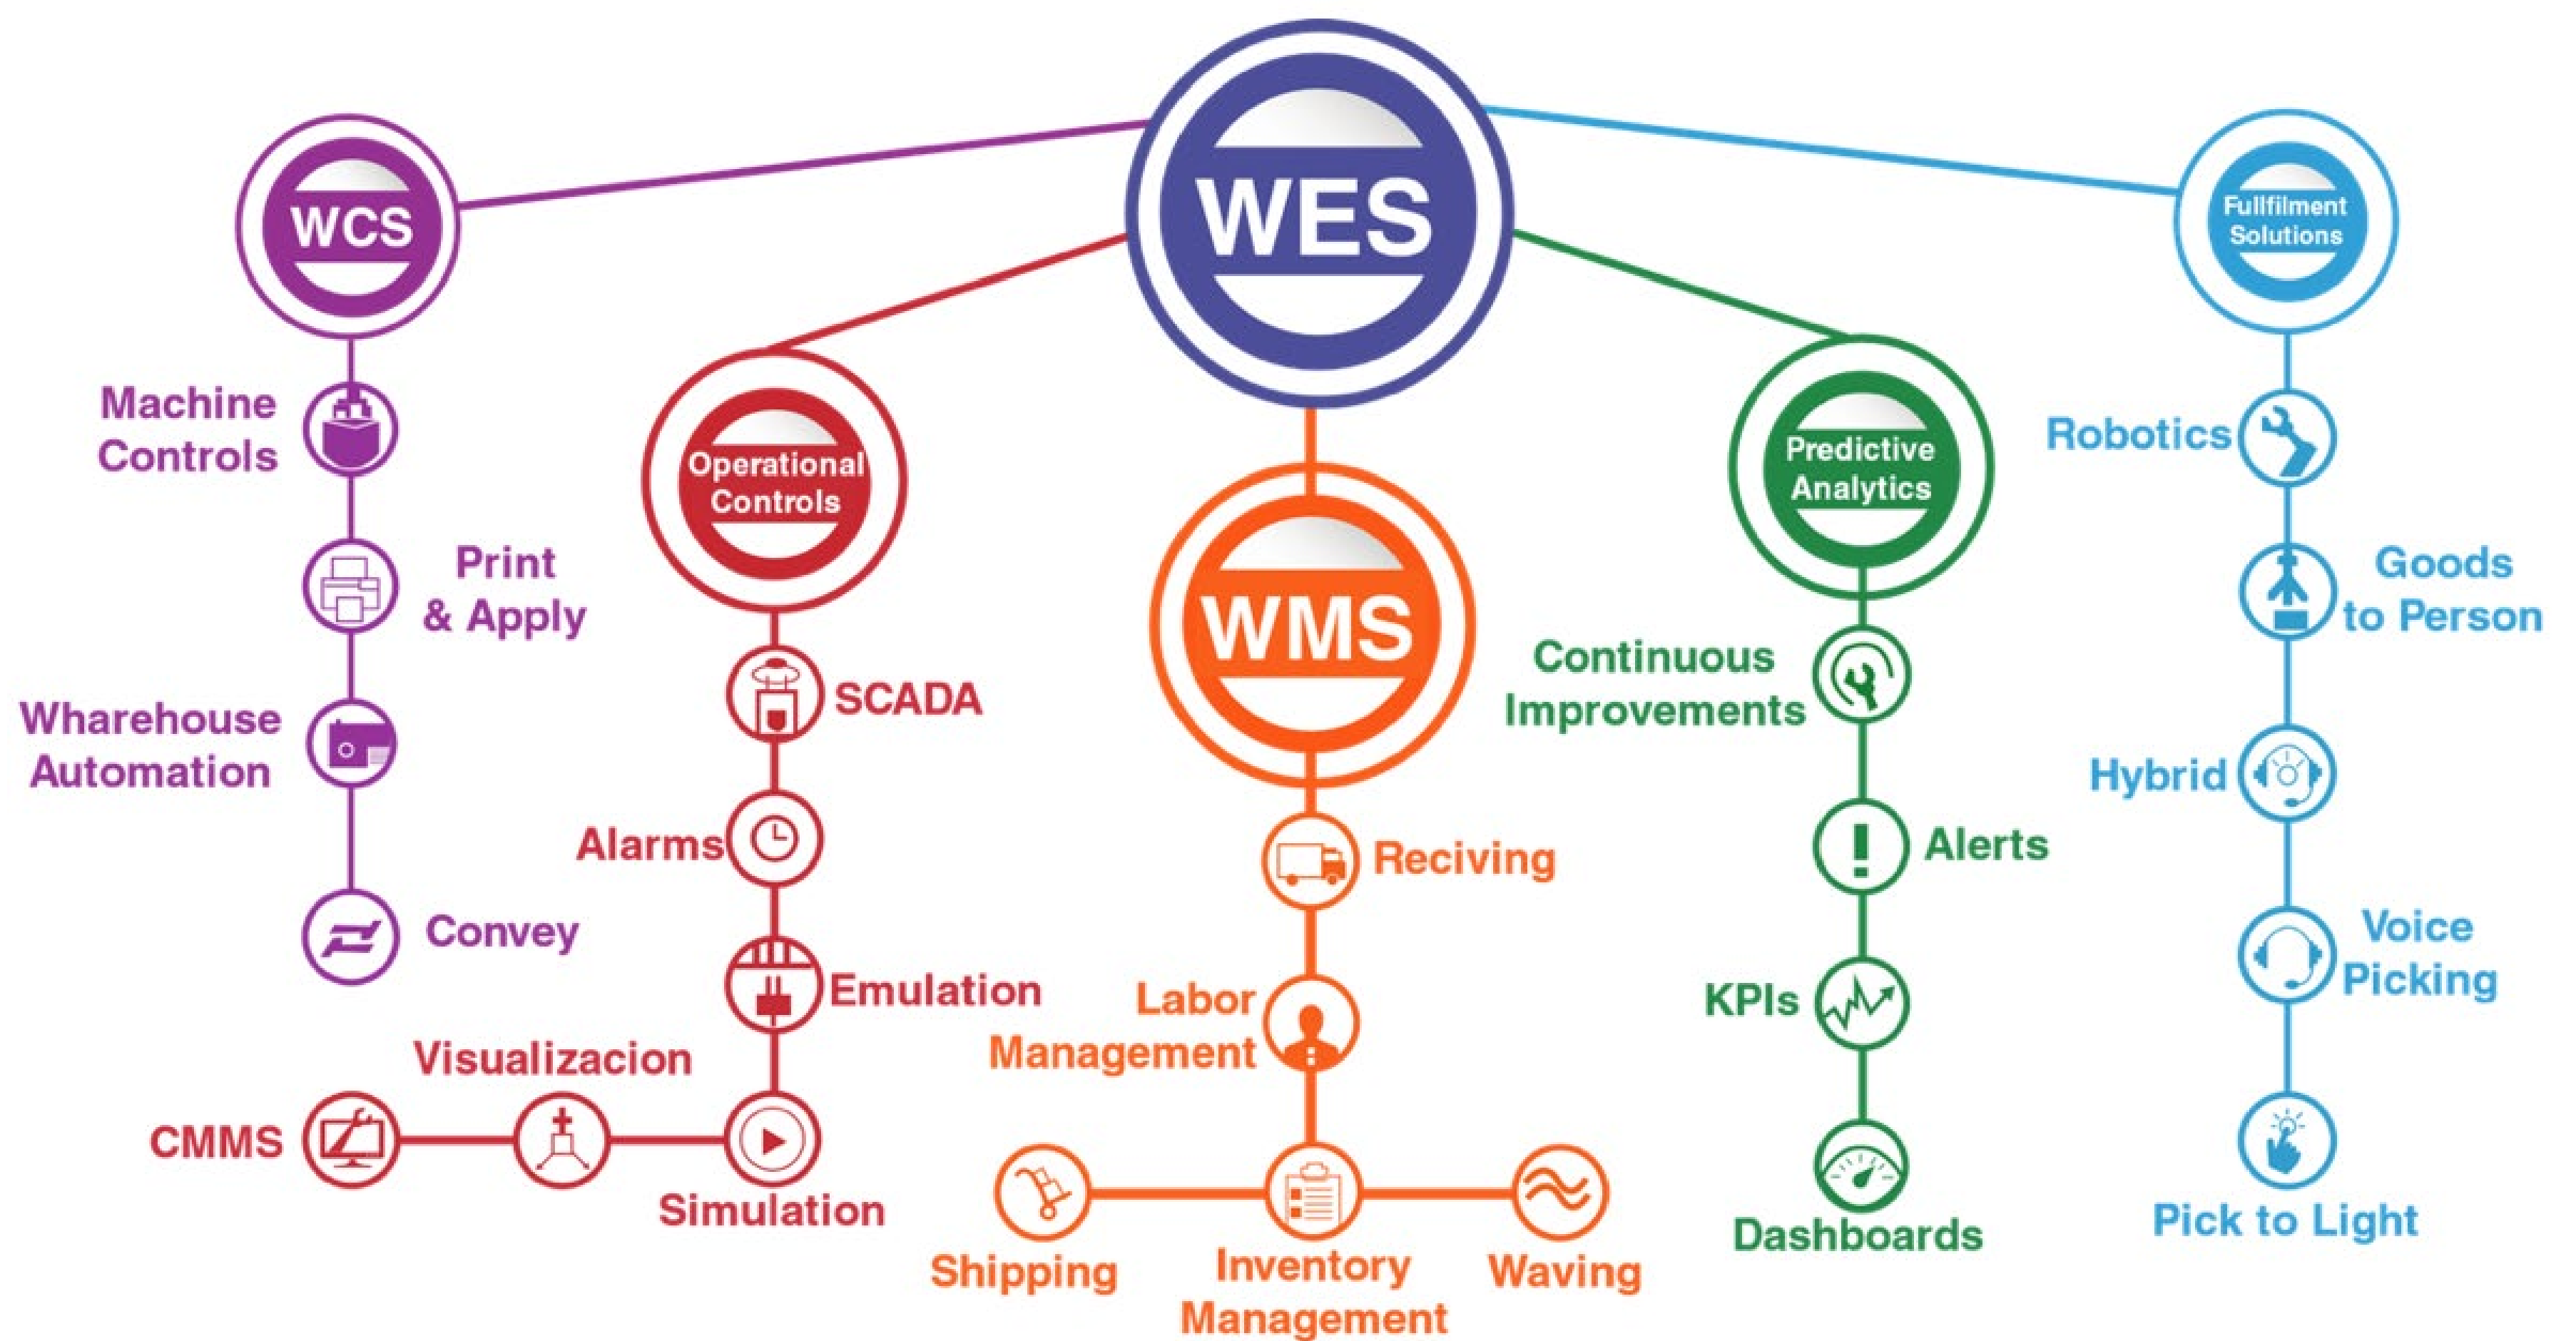 WES
WCS
Machine
Controls
Print
& Apply
Wharehouse
Automation
Convey
Operational
Controls
SCADA
Alarms
Emulation
Simulation
Visualizacion
CMMS
WMS
Reciving
Labor
Management
Inventory
Management
Shipping
Waving
Predictive
Analytics
Continuous
Improvements
Alerts
KPIs
Dashboards
Fullfilment
Solutions
Robotics
Goods
to Person
Hybrid
Voice
Picking
Pick to Light